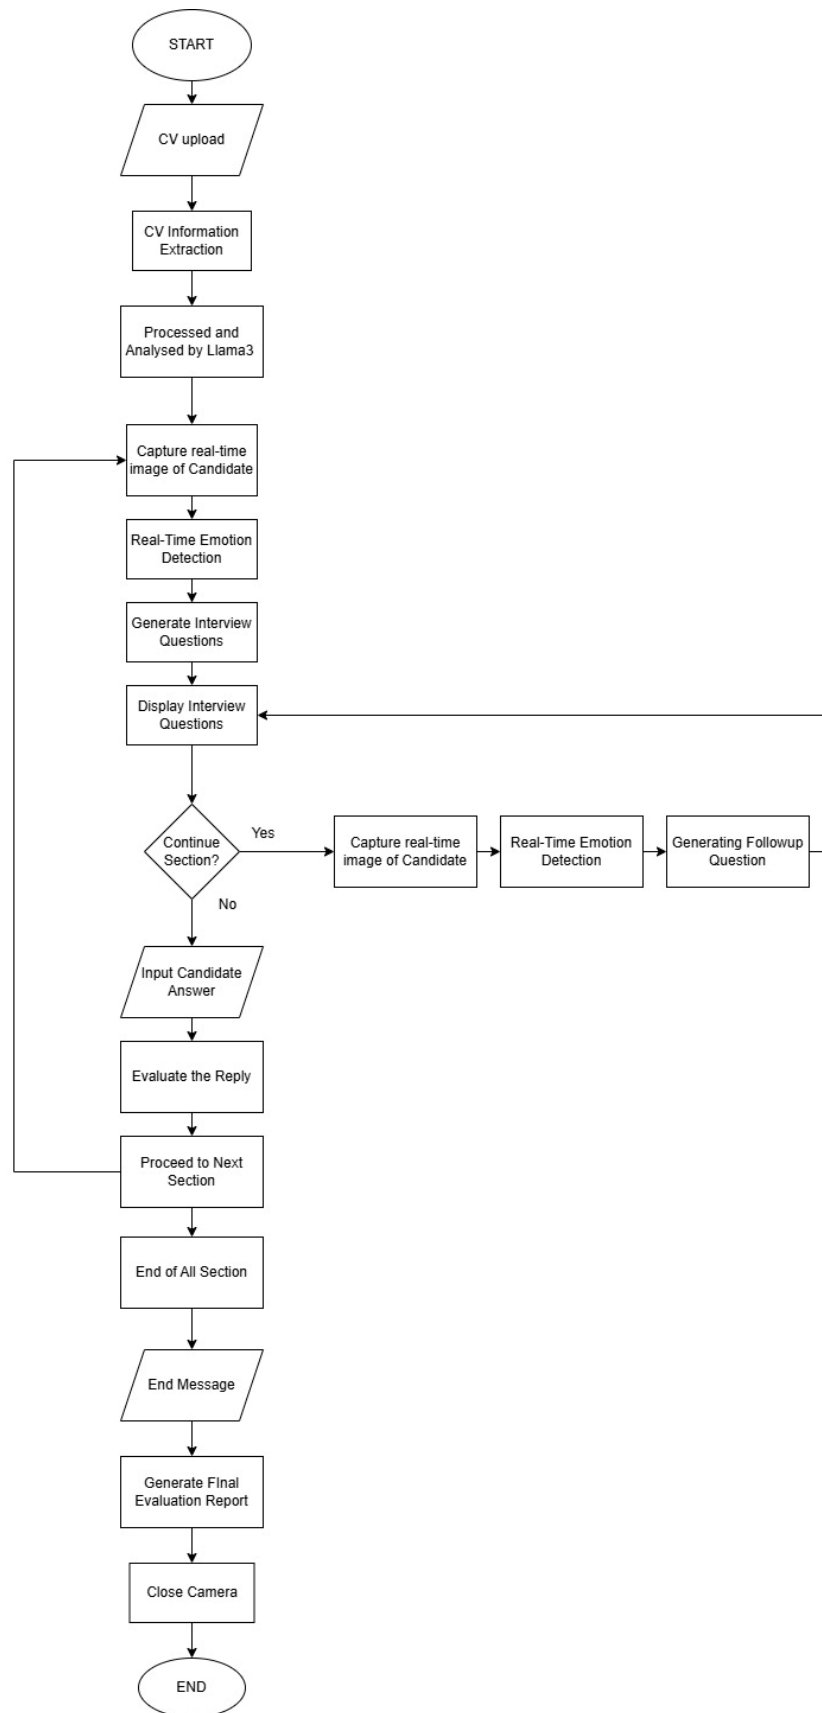 START
CV upload
CV Information
Extraction
Processed and
Analysed by Llama3
Capture real-time
image of Candidate
Real-Time Emotion
Detection
Generate Interview
Questions
Display Interview
Questions
Continue
Section?
Yes
Capture real-time
image of Candidate
Real-Time Emotion
Detection
Generating Followup
Question
No
Input Candidate
Answer
Evaluate the Reply
Proceed to Next
Section
End of All Section
End Message
Generate FInal
Evaluation Report
Close Camera
END